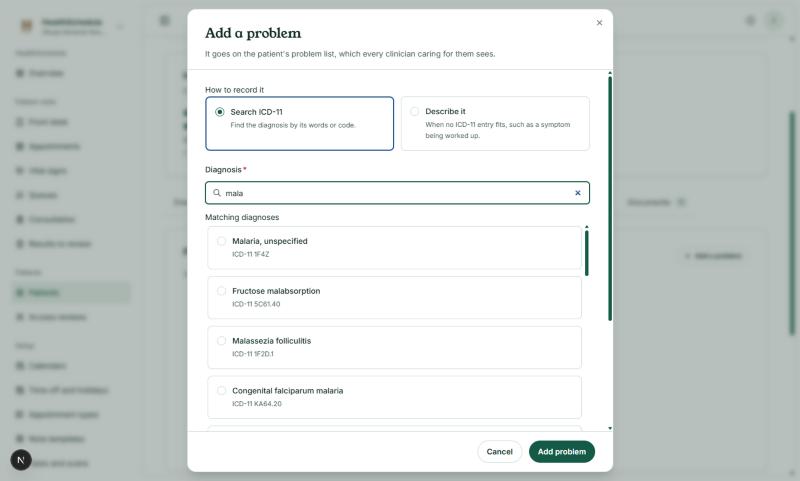 Add a problem
It goes on the patient's problem list, which every clinician caring for them sees.
How to record it
Search ICD-11
Find the diagnosis by its words or code.
Describe it
When no ICD-11 entry fits, such as a symptom
being worked up.
Diagnosis*
mala
Matching diagnoses
Malaria, unspecified
ICD-11 1F4Z
Fructose malabsorption
ICD-11 5C61.40
Malassezia folliculitis
ICD-11 1F2D.1
Congenital falciparum malaria
ICD-11 KA64.20
Cancel
Add problem
Overview
Front desk
Appointments
Vital signs
Queues
Consultation
Results to review
Patients
Patients
Access reviews
Setup
Calendars
Time off and holidays
Appointment types
Note templates
Documents
Add a problem
N